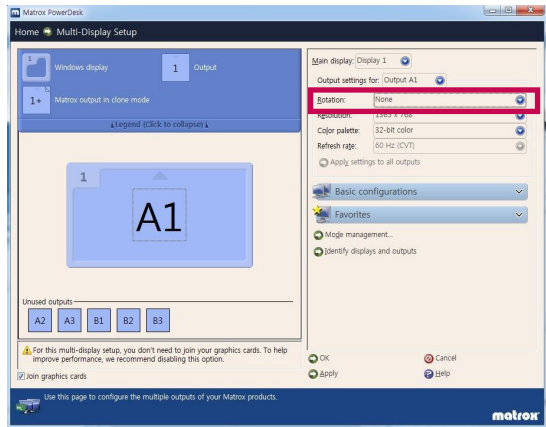 Matrox PowerDesk
Home Multi-Display Setup
1 Windows display
1 Output
1+ Matrox output in clone mode
Legend (Click to collapse)
1
A1
Unused outputs
A2 A3 B1 B2 B3
For this multi-display setup, you don't need to join your graphics cards. To help
improve performance, we recommend disabling this option.
Join graphics cards
Main display: Display 1
Output settings for: Output A1
Rotation: None
Resolution: 1365 x 768
Color palette: 32-bit color
Refresh rate: 60 Hz (CVT)
Apply settings to all outputs
Basic configurations
Favorites
Mode management...
Identify displays and outputs
OK
Cancel
Apply
Help
Use this page to configure the multiple outputs of your Matrox products.
matrox